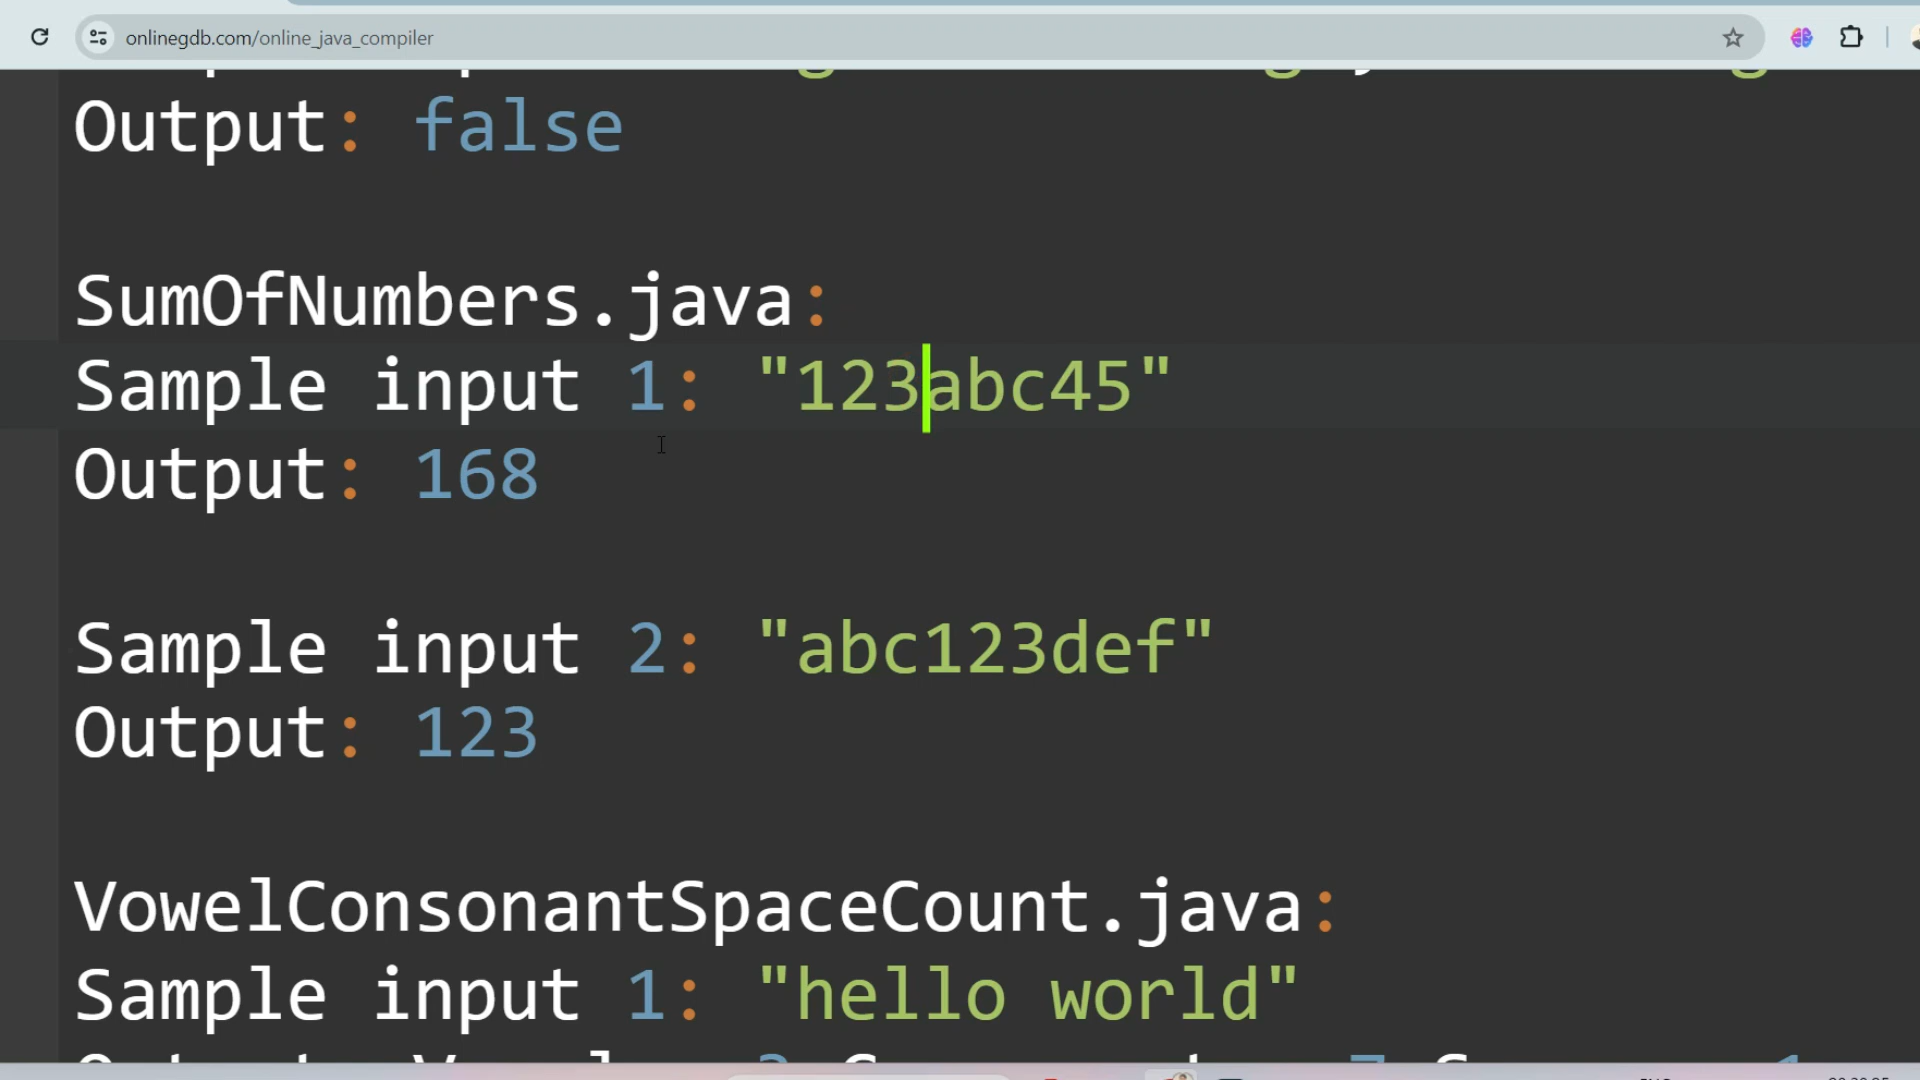 onlinegdb.com/online_java_compiler
Output: false
SumOfNumbers.java:
Sample input 1: "123abc45"
Output: 168
Sample input 2: "abc123def"
Output: 123
VowelConsonantSpaceCount.java:
Sample input 1: "hello world"